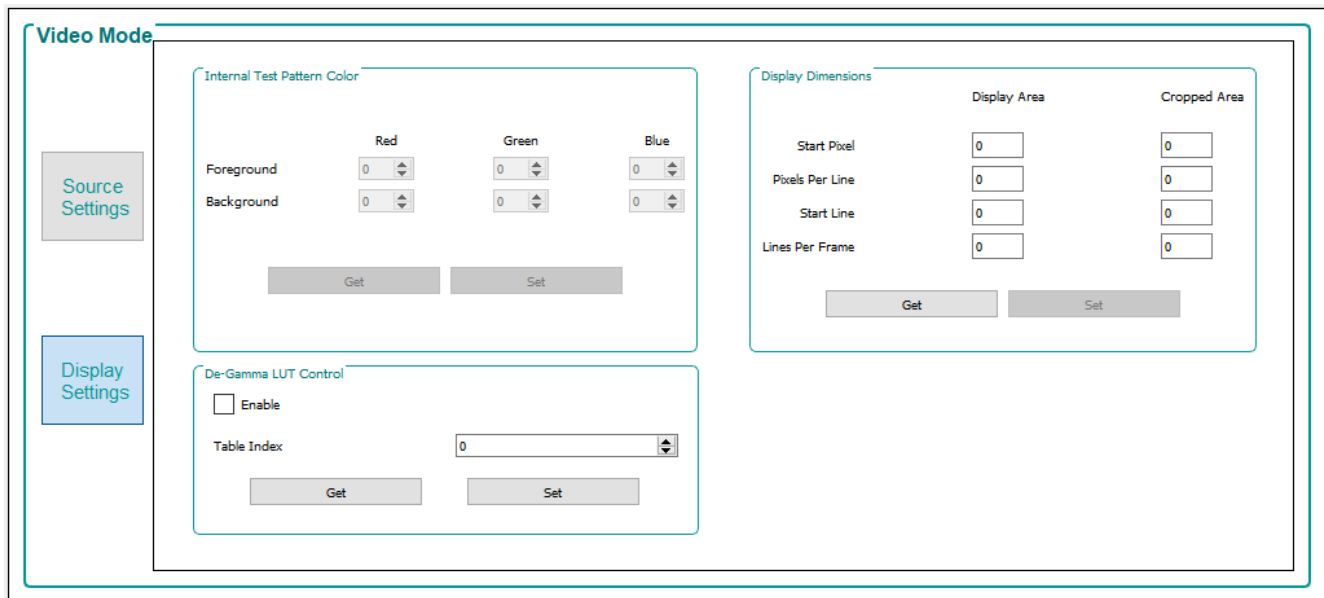 Video Mode
Source
Settings
Display
Settings
Internal Test Pattern Color
Red Green Blue
Foreground 0 0 0
Background 0 0 0
Get Set
De-Gamma LUT Control
Enable
Table Index 0
Get Set
Display Dimensions
Display Area Cropped Area
Start Pixel 0 0
Pixels Per Line 0 0
Start Line 0 0
Lines Per Frame 0 0
Get Set